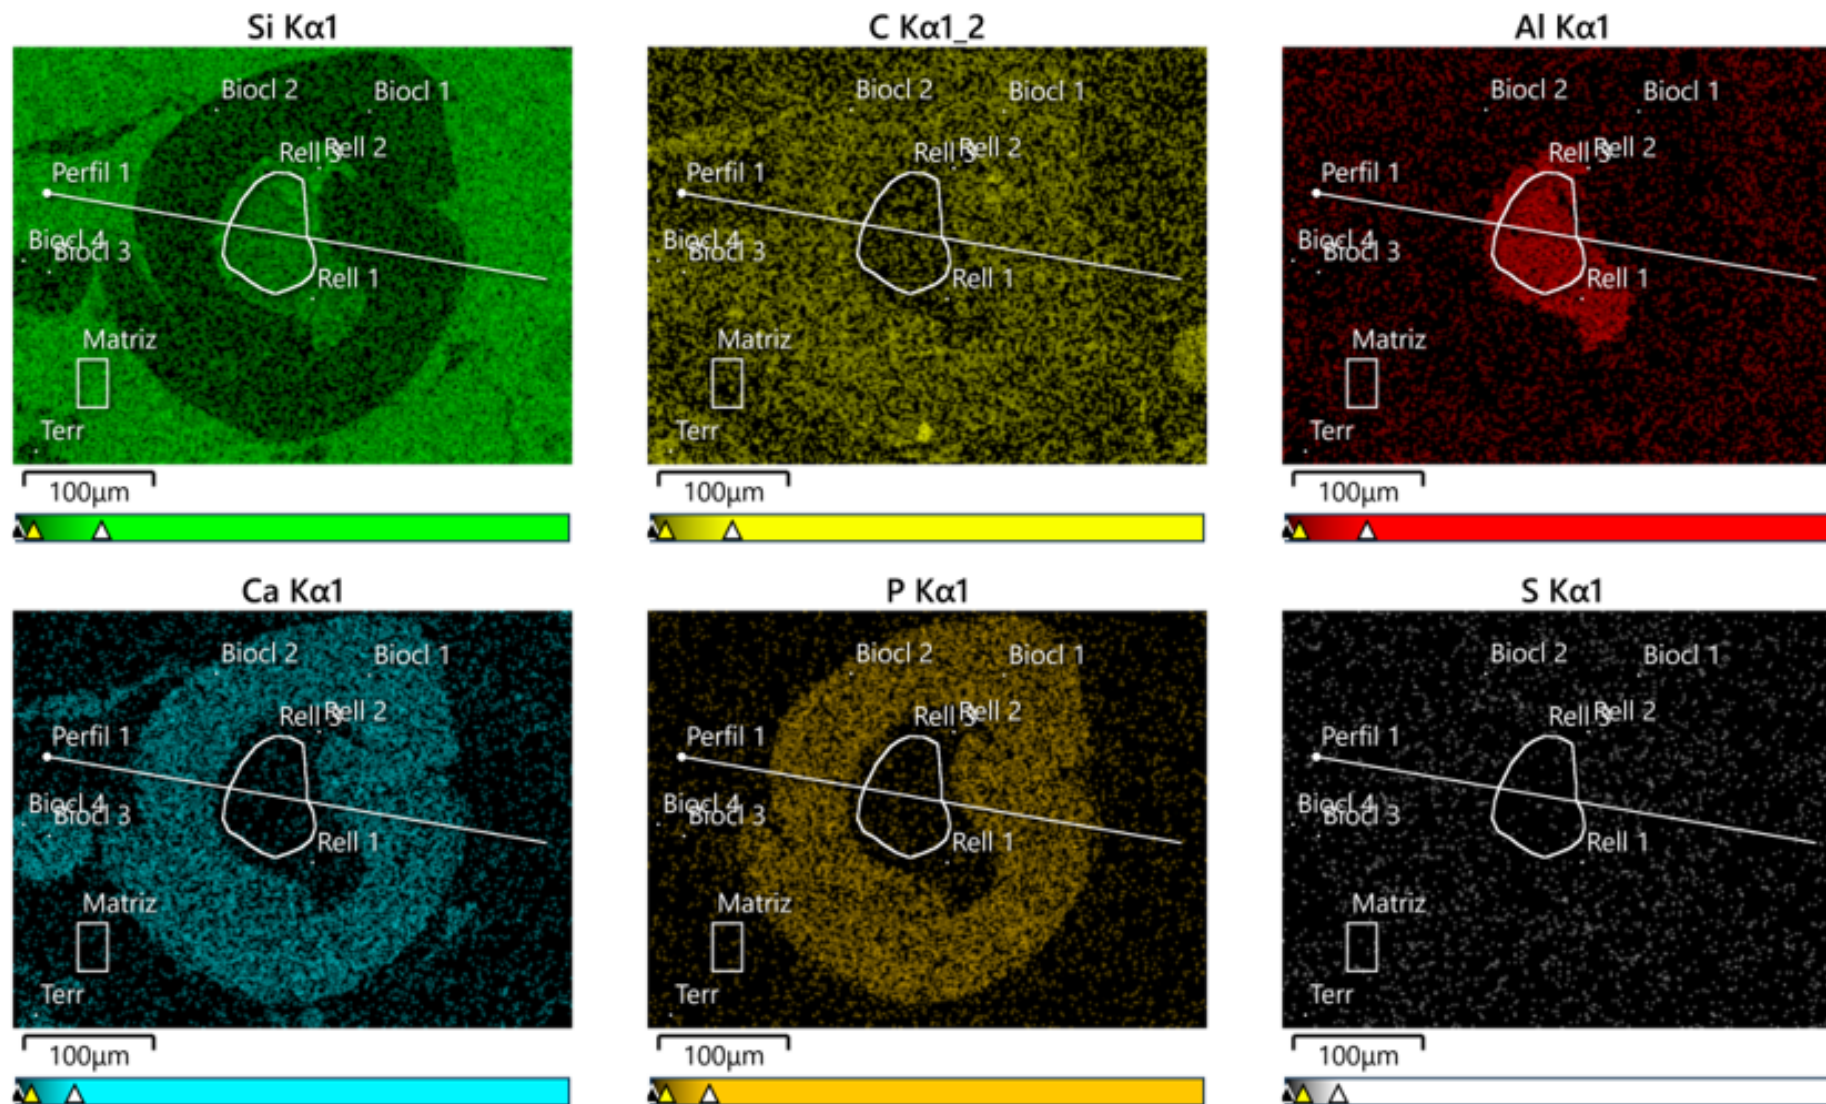 Si Kα1
C Kα1_2
Al Kα1
Biocl 2
Biocl 1
Rell 3
Rell 2
Perfil 1
Biocl 4
Biocl 3
Rell 1
Matriz
Terr
100µm
Biocl 2
Biocl 1
Rell 3
Rell 2
Perfil 1
Biocl 4
Biocl 3
Rell 1
Matriz
Terr
100µm
Biocl 2
Biocl 1
Rell 3
Rell 2
Perfil 1
Biocl 4
Biocl 3
Rell 1
Matriz
Terr
100µm
Ca Kα1
P Kα1
S Kα1
Biocl 2
Biocl 1
Rell 3
Rell 2
Perfil 1
Biocl 4
Biocl 3
Rell 1
Matriz
Terr
100µm
Biocl 2
Biocl 1
Rell 3
Rell 2
Perfil 1
Biocl 4
Biocl 3
Rell 1
Matriz
Terr
100µm
Biocl 2
Biocl 1
Rell 3
Rell 2
Perfil 1
Biocl 4
Biocl 3
Rell 1
Matriz
Terr
100µm